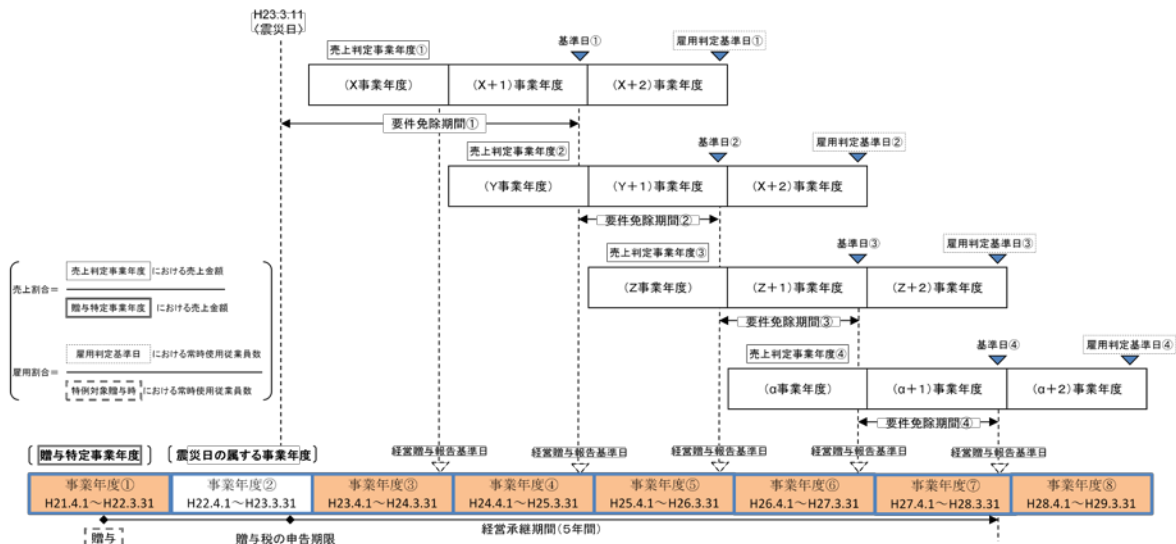 H23.3.11
(震災日)
基準日①
雇用判定基準日①
売上判定事業年度①
(X事業年度)
(X+1)事業年度
(X+2)事業年度
要件免除期間①
基準日②
雇用判定基準日②
売上判定事業年度②
(Y事業年度)
(Y+1)事業年度
(X+2)事業年度
要件免除期間②
基準日③
雇用判定基準日③
売上判定事業年度③
(Z事業年度)
(Z+1)事業年度
(Z+2)事業年度
要件免除期間③
基準日④
雇用判定基準日④
売上判定事業年度④
(α事業年度)
(α+1)事業年度
(α+2)事業年度
要件免除期間④
売上割合=
売上判定事業年度 における売上金額
贈与特定事業年度 における売上金額
雇用割合=
雇用判定基準日 における常時使用従業員数
特例対象贈与時 における常時使用従業員数
贈与特定事業年度
震災日の属する事業年度
経営贈与報告基準日
経営贈与報告基準日
経営贈与報告基準日
経営贈与報告基準日
経営贈与報告基準日
事業年度①
H21.4.1~H22.3.31
事業年度②
H22.4.1~H23.3.31
事業年度③
H23.4.1~H24.3.31
事業年度④
H24.4.1~H25.3.31
事業年度⑤
H25.4.1~H26.3.31
事業年度⑥
H26.4.1~H27.3.31
事業年度⑦
H27.4.1~H28.3.31
事業年度⑧
H28.4.1~H29.3.31
経営承継期間(5年間)
贈与
贈与税の申告期限